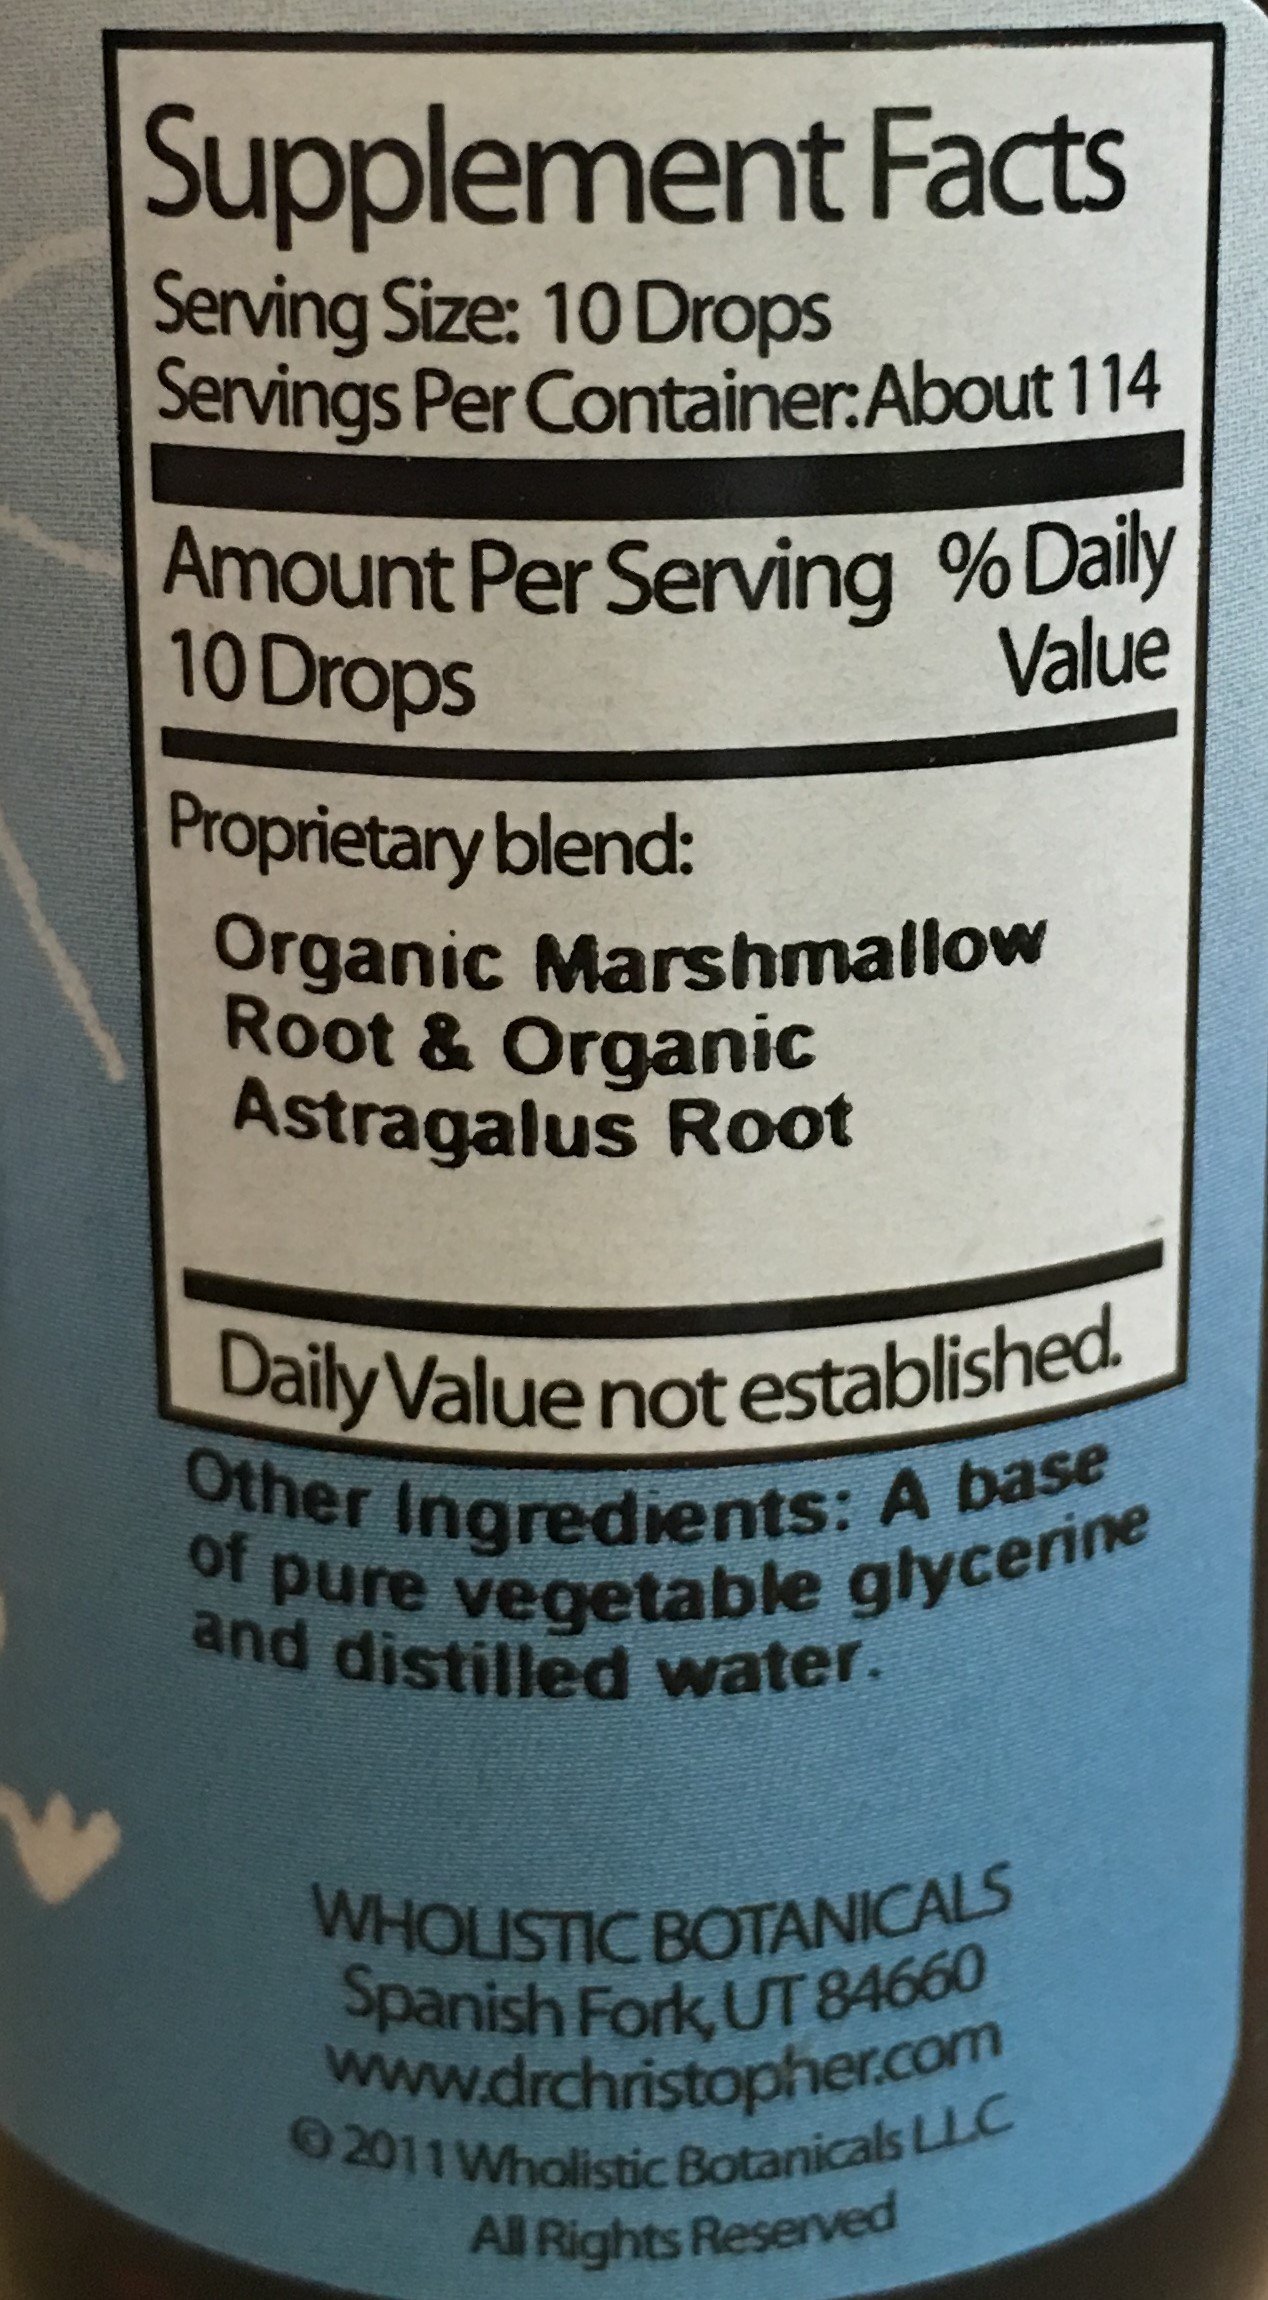 Supplement Facts
Serving Size: 10 Drops
Servings Per Container: About 114
Amount Per Serving % Daily
10 Drops Value
Proprietary blend:
Organic Marshmallow
Root & Organic
Astragalus Root
Daily Value not established.
Other Ingredients: A base
of pure vegetable glycerine
and distilled water.
WHOLISTIC BOTANICALS
Spanish Fork, UT 84660
www.drchristopher.com
© 2011 Wholistic Botanicals LLC
All Rights Reserved